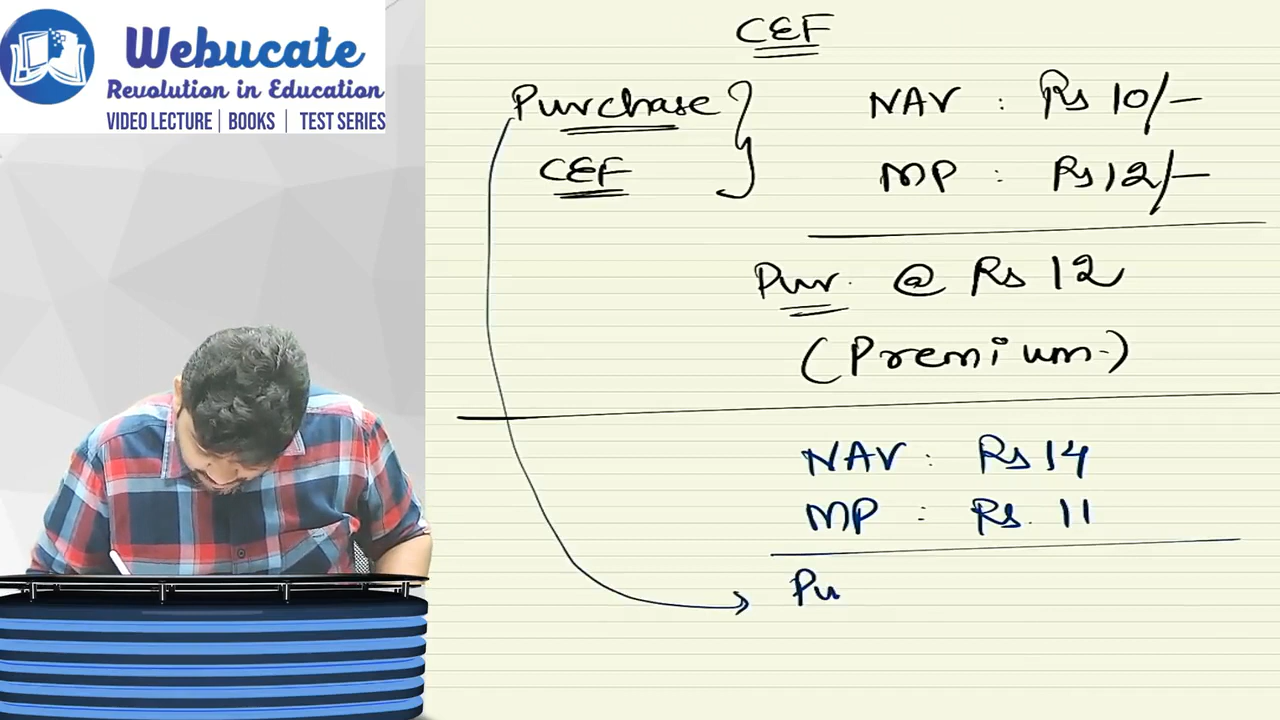 Webucate
Revolution in Education
VIDEO LECTURE | BOOKS | TEST SERIES
CEF
Purchase
CEF
NAV : Rs 10/-
MP : Rs 12/-
Pur. @ Rs 12
(Premium.)
NAV : Rs 14
MP : Rs. 11
Pu